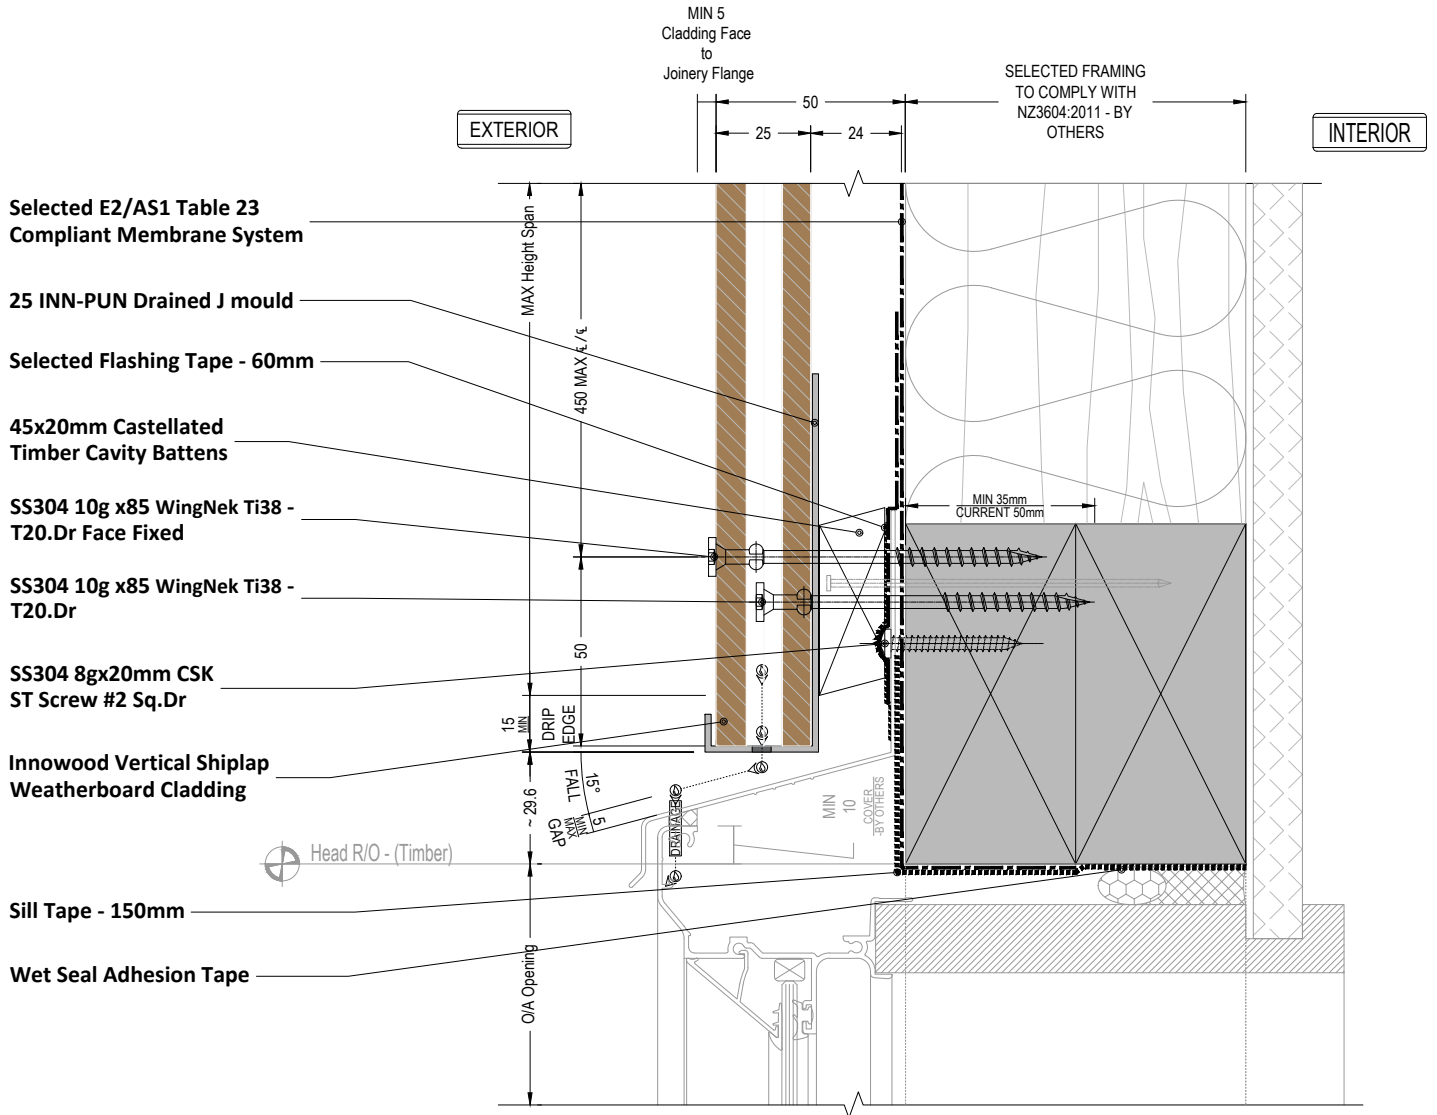 MIN 5
Cladding Face
to
Joinery Flange
SELECTED FRAMING
TO COMPLY WITH
NZ3604:2011 - BY
OTHERS
50
25
24
EXTERIOR
INTERIOR
Selected E2/AS1 Table 23
Compliant Membrane System
25 INN-PUN Drained J mould
Selected Flashing Tape - 60mm
45x20mm Castellated
Timber Cavity Battens
SS304 10g x85 WingNek Ti38 -
T20.Dr Face Fixed
SS304 10g x85 WingNek Ti38 -
T20.Dr
SS304 8gx20mm CSK
ST Screw #2 Sq.Dr
Innowood Vertical Shiplap
Weatherboard Cladding
Sill Tape - 150mm
Wet Seal Adhesion Tape
MAX Height Span
450 MAX ℄ / ℄
MIN 35mm
CURRENT 50mm
50
15
MIN
DRIP
EDGE
~ 29.6
15°
FALL
5
MIN
MAX
GAP
DRAINAGE
MIN
10
COVER
-BY OTHERS
Head R/O - (Timber)
O/A Opening